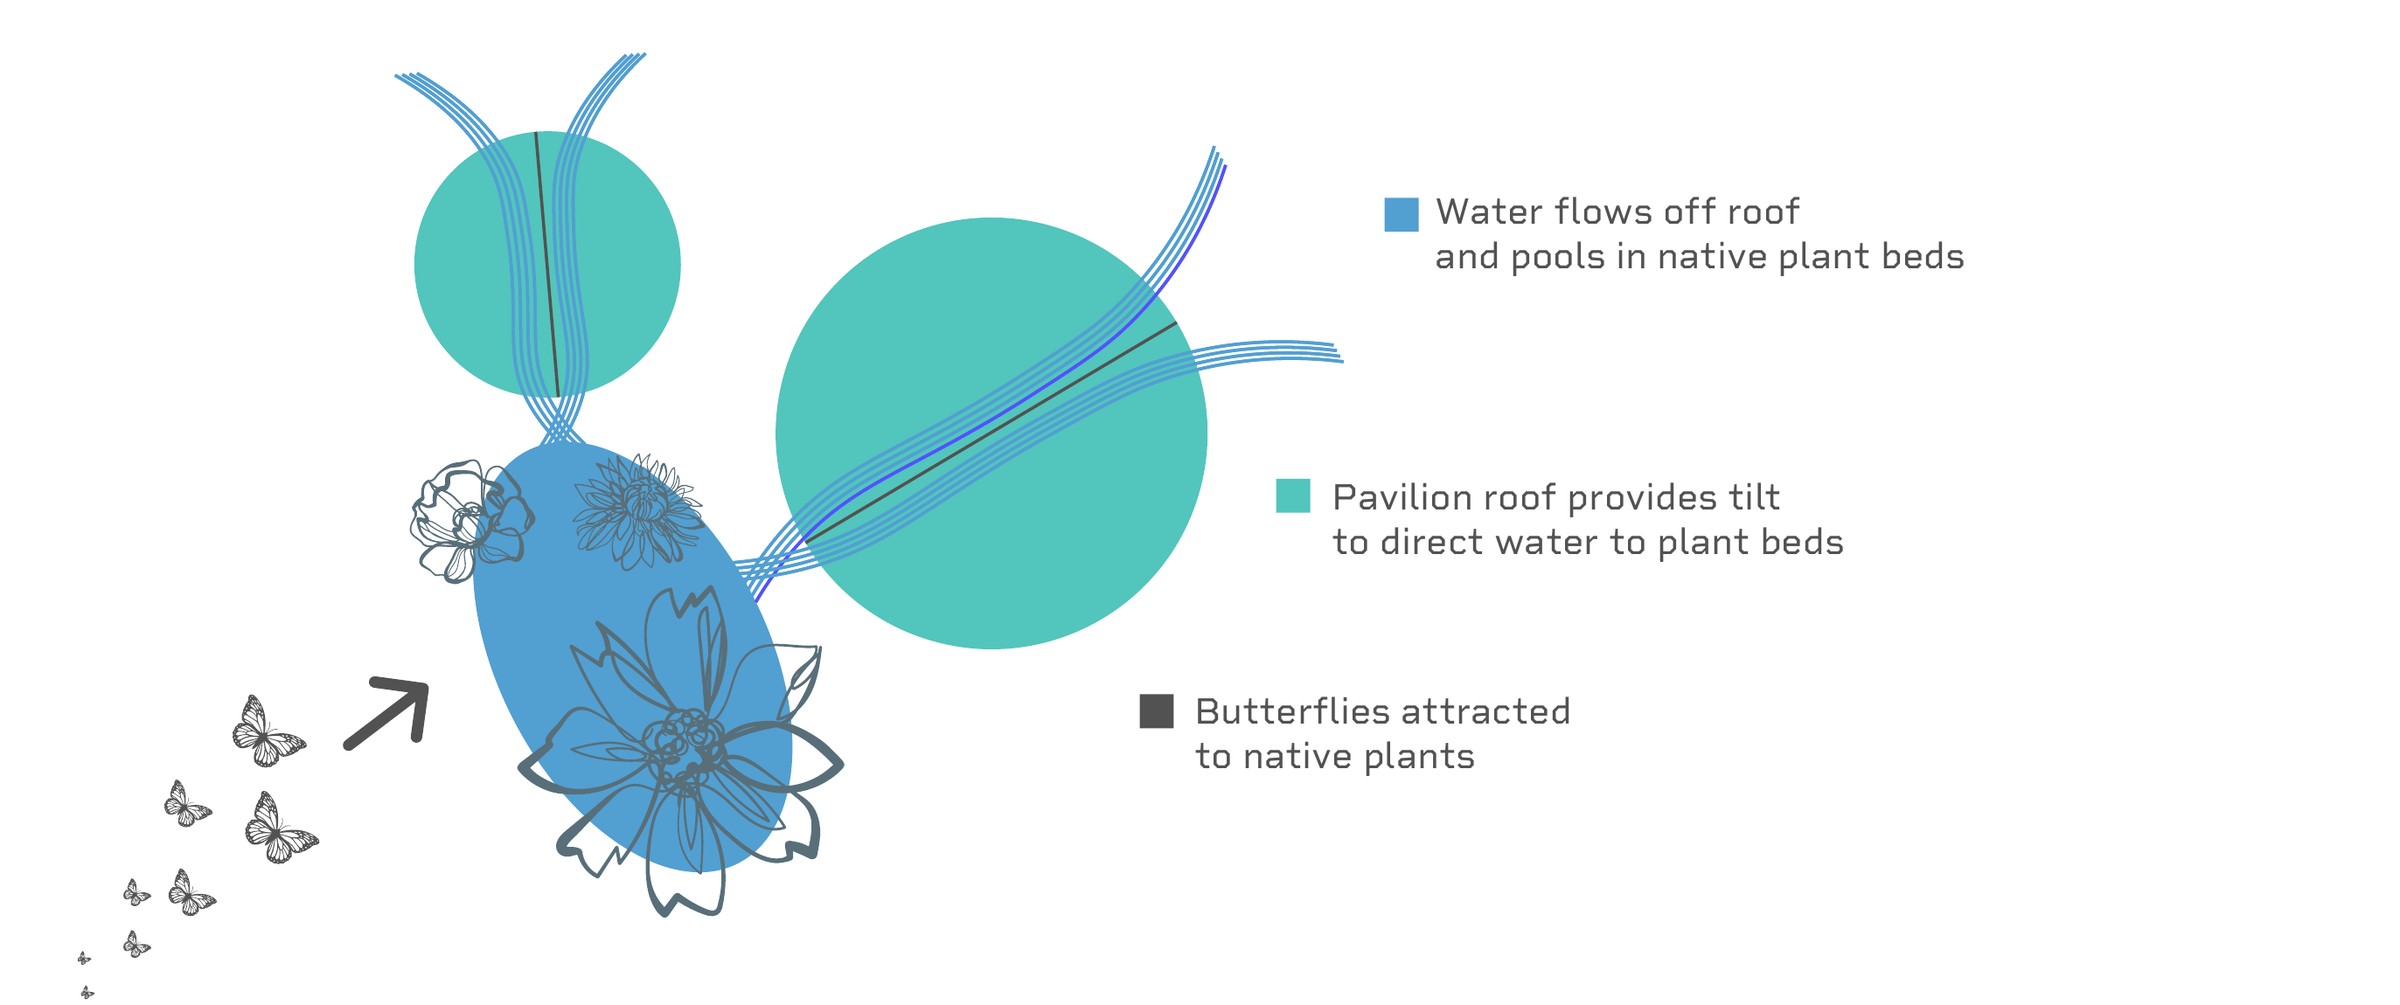 Water flows off roof
and pools in native plant beds
Pavilion roof provides tilt
to direct water to plant beds
Butterflies attracted
to native plants